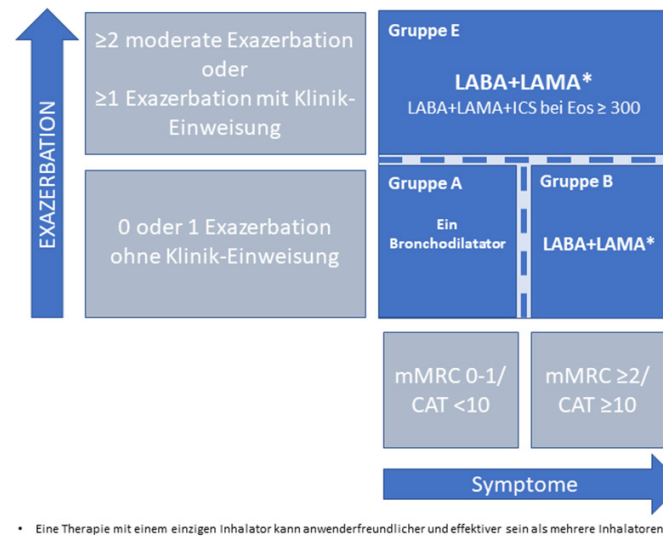 EXAZERBATION
≥2 moderate Exazerbation
oder
≥1 Exazerbation mit Klinik-
Einweisung
Gruppe E
LABA+LAMA*
LABA+LAMA+ICS bei Eos ≥ 300
0 oder 1 Exazerbation
ohne Klinik-Einweisung
Gruppe A
Ein
Bronchodilatator
Gruppe B
LABA+LAMA*
mMRC 0-1/
CAT <10
mMRC ≥2/
CAT ≥10
Symptome
• Eine Therapie mit einem einzigen Inhalator kann anwenderfreundlicher und effektiver sein als mehrere Inhalatoren